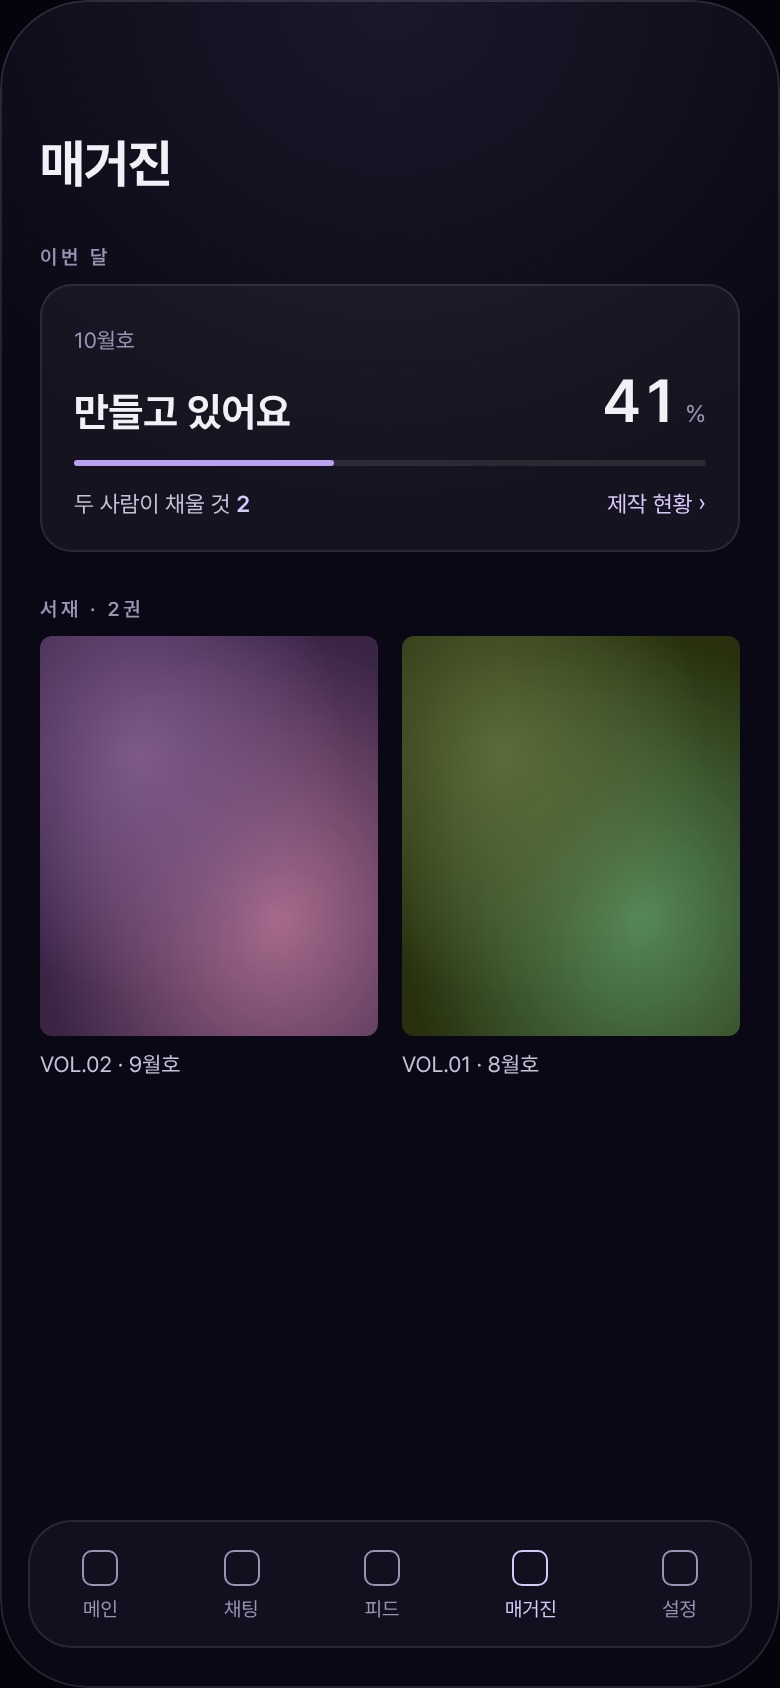 매거진
이번 달
10월호
만들고 있어요 41 %
두 사람이 채울 것 2 제작 현황 ›
서재 · 2권
VOL.02 · 9월호 VOL.01 · 8월호
메인 채팅 피드 매거진 설정